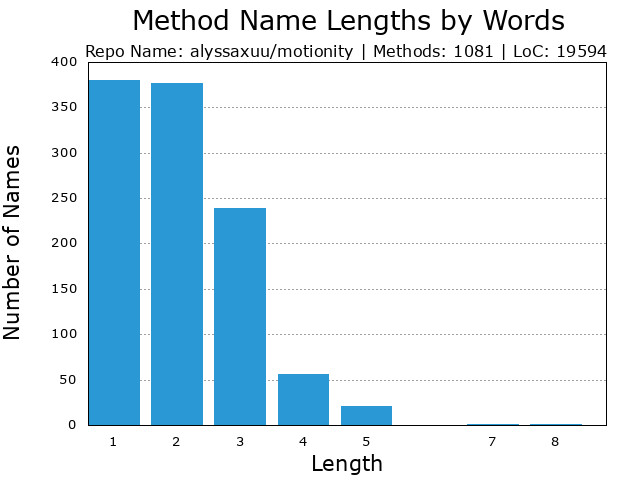 Method Name Lengths by Words
Repo Name: alyssaxuu/motionity | Methods: 1081 | LoC: 19594
Number of Names
400
350
300
250
200
150
100
50
0
1 2 3 4 5 7 8
Length